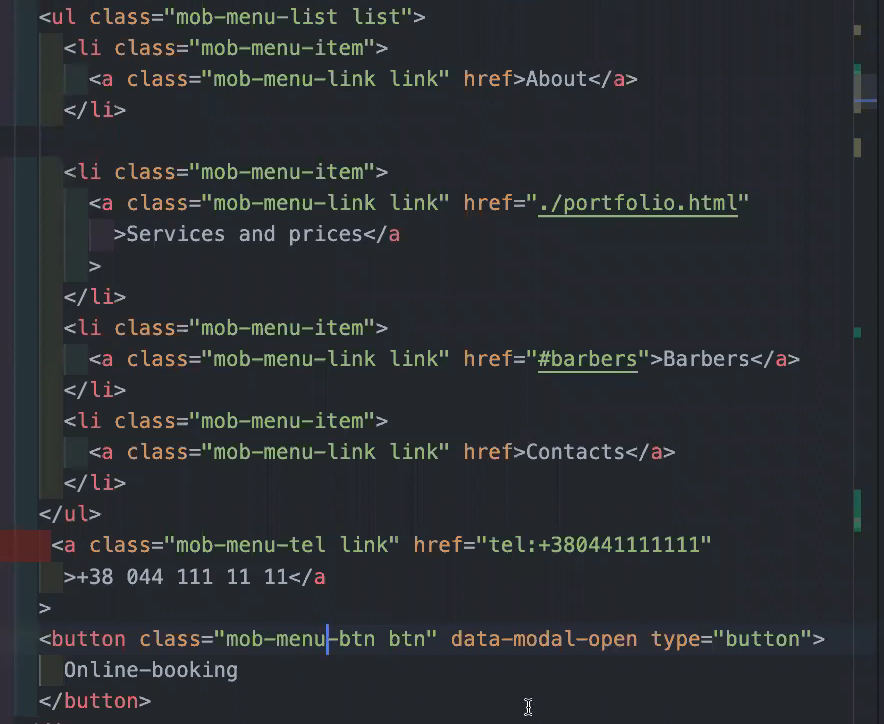 <ul class="mob-menu-list list">
<li class="mob-menu-item">
<a class="mob-menu-link link" href>About</a>
</li>
<li class="mob-menu-item">
<a class="mob-menu-link link" href="./portfolio.html"
>Services and prices</a
>
</li>
<li class="mob-menu-item">
<a class="mob-menu-link link" href="#barbers">Barbers</a>
</li>
<li class="mob-menu-item">
<a class="mob-menu-link link" href>Contacts</a>
</li>
</ul>
<a class="mob-menu-tel link" href="tel:+380441111111"
>+38 044 111 11 11</a
>
<button class="mob-menu-btn btn" data-modal-open type="button">
Online-booking
</button>